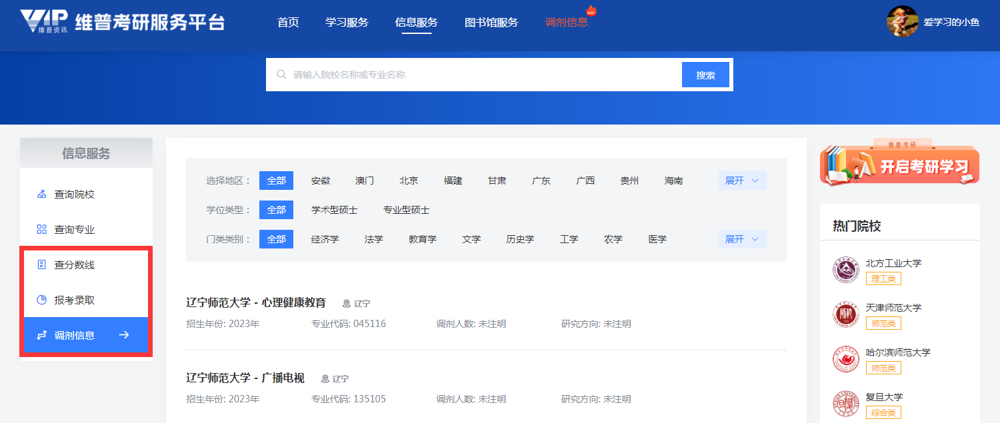 VIP
维普资讯
维普考研服务平台
首页
学习服务
信息服务
图书馆服务
调剂信息
HOT
爱学习的小鱼
请输入院校名称或专业名称
搜索
信息服务
查询院校
查询专业
查分数线
报考录取
调剂信息
选择地区：
全部
安徽
澳门
北京
福建
甘肃
广东
广西
贵州
海南
展开
学位类型：
全部
学术型硕士
专业型硕士
门类类别：
全部
经济学
法学
教育学
文学
历史学
工学
农学
医学
展开
辽宁师范大学 - 心理健康教育
辽宁
招生年份: 2023年
专业代码: 045116
调剂人数: 未注明
研究方向: 未注明
辽宁师范大学 - 广播电视
辽宁
招生年份: 2023年
专业代码: 135105
调剂人数: 未注明
研究方向: 未注明
维普考研
开启考研学习
热门院校
北方工业大学
理工类
天津师范大学
师范类
哈尔滨师范大学
师范类
复旦大学
综合类